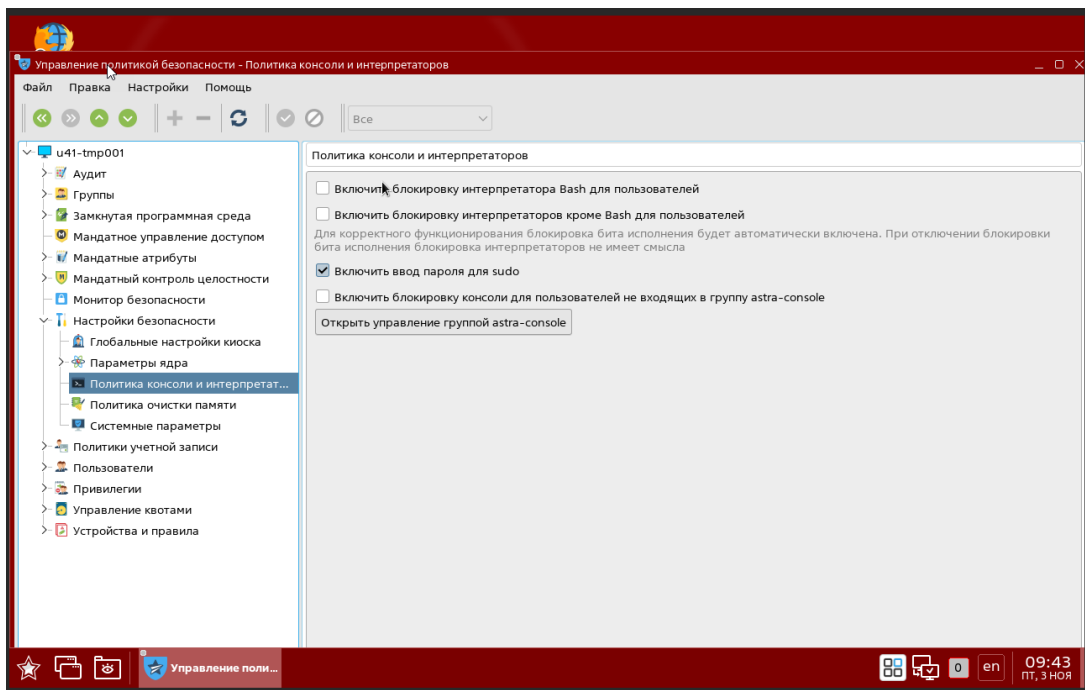 Управление политикой безопасности - Политика консоли и интерпретаторов
Файл Правка Настройки Помощь
Все
u41-tmp001
Аудит
Группы
Замкнутая программная среда
Мандатное управление доступом
Мандатные атрибуты
Мандатный контроль целостности
Монитор безопасности
Настройки безопасности
Глобальные настройки киоска
Параметры ядра
Политика консоли и интерпретат...
Политика очистки памяти
Системные параметры
Политики учетной записи
Пользователи
Привилегии
Управление квотами
Устройства и правила
Политика консоли и интерпретаторов
Включить блокировку интерпретатора Bash для пользователей
Включить блокировку интерпретаторов кроме Bash для пользователей
Для корректного функционирования блокировка бита исполнения будет автоматически включена. При отключении блокировки
бита исполнения блокировка интерпретаторов не имеет смысла
Включить ввод пароля для sudo
Включить блокировку консоли для пользователей не входящих в группу astra-console
Открыть управление группой astra-console
Управление поли...
0
en
09:43
ПТ, 3 НОЯ